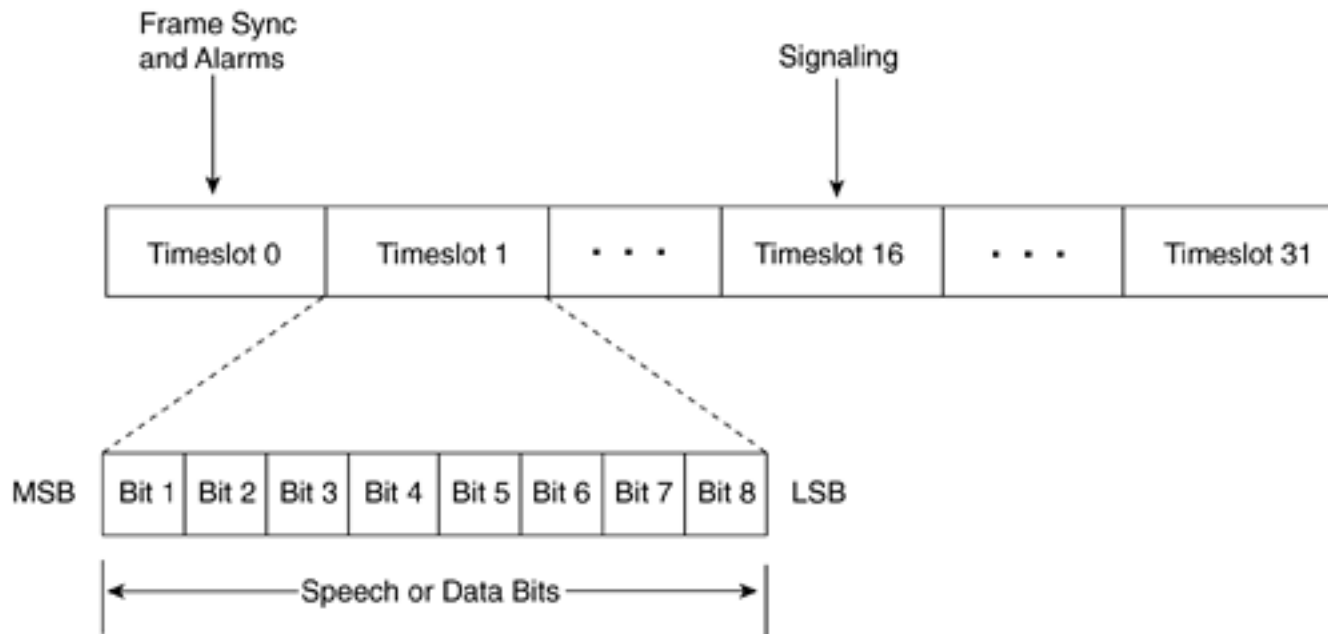 Frame Sync
and Alarms
Signaling
Timeslot 0
Timeslot 1
. . .
Timeslot 16
. . .
Timeslot 31
MSB
Bit 1
Bit 2
Bit 3
Bit 4
Bit 5
Bit 6
Bit 7
Bit 8
LSB
Speech or Data Bits